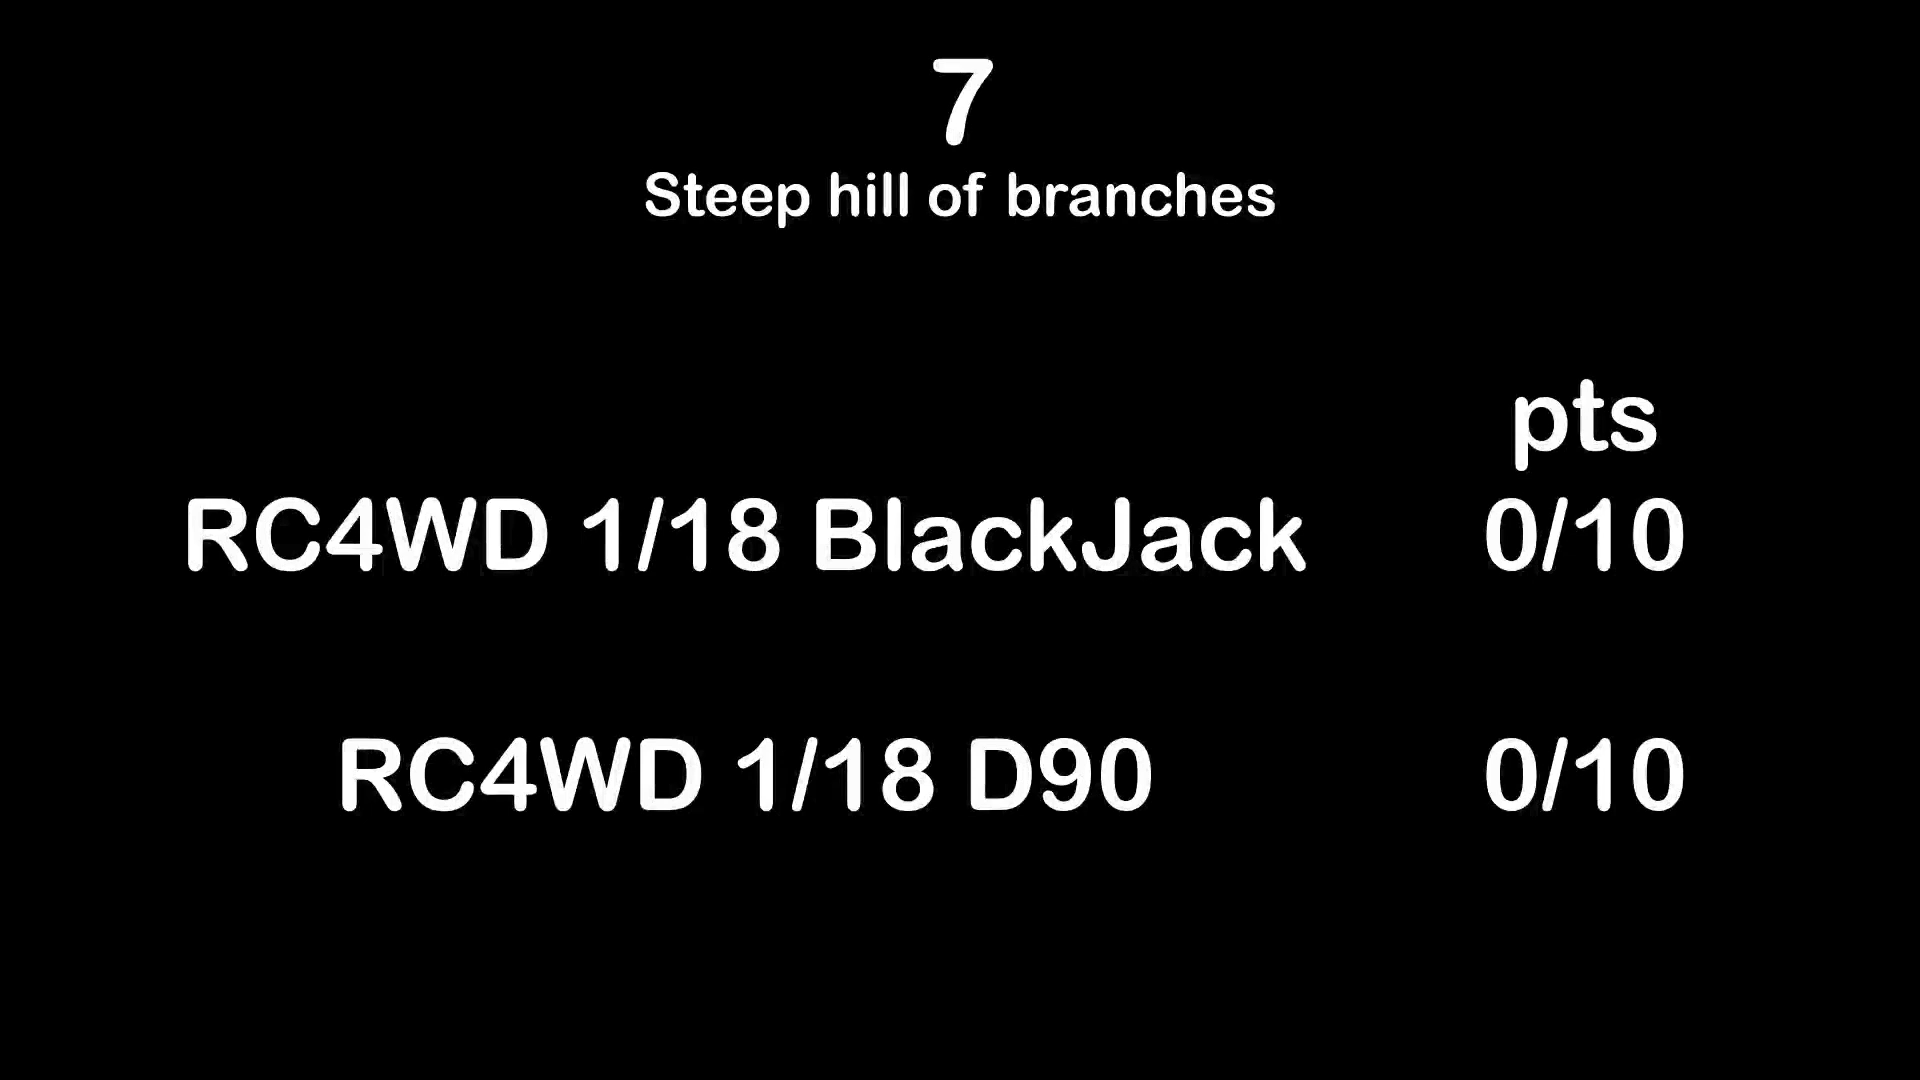 7
Steep hill of branches
pts
RC4WD 1/18 BlackJack 0/10
RC4WD 1/18 D90 0/10